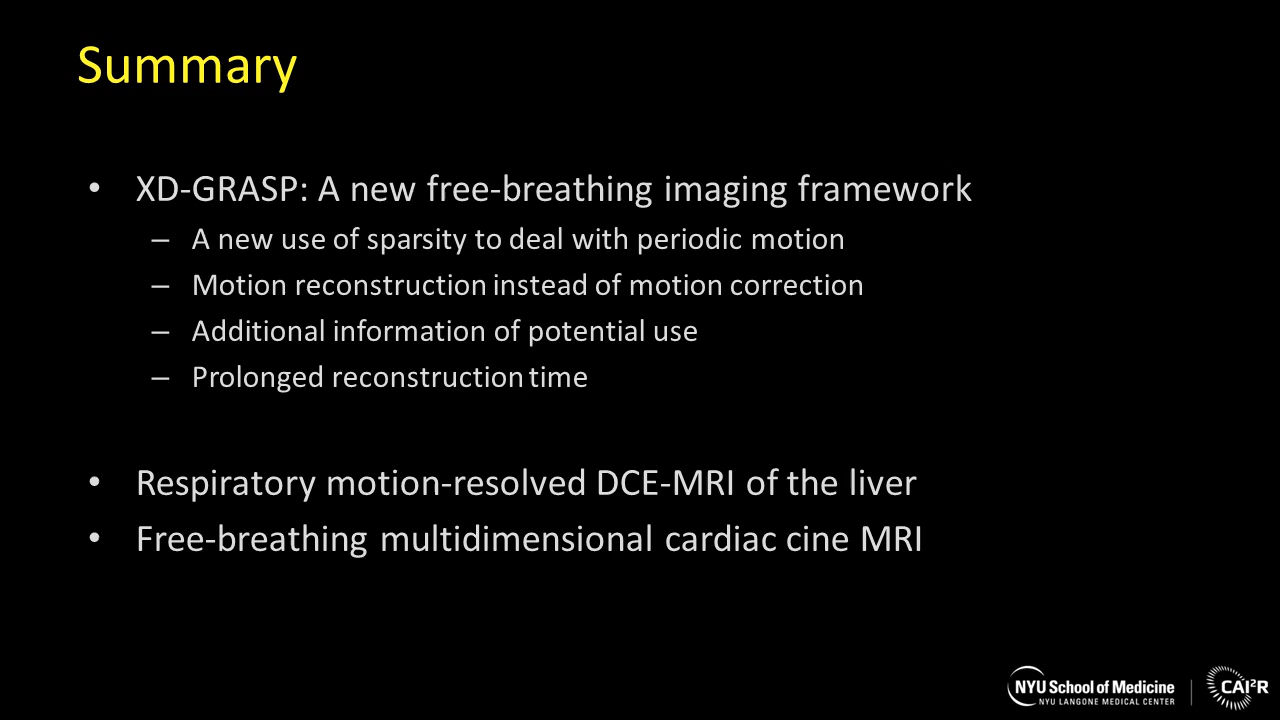 Summary
• XD-GRASP: A new free-breathing imaging framework
– A new use of sparsity to deal with periodic motion
– Motion reconstruction instead of motion correction
– Additional information of potential use
– Prolonged reconstruction time
• Respiratory motion-resolved DCE-MRI of the liver
• Free-breathing multidimensional cardiac cine MRI
NYU School of Medicine
NYU LANGONE MEDICAL CENTER
CAI²R